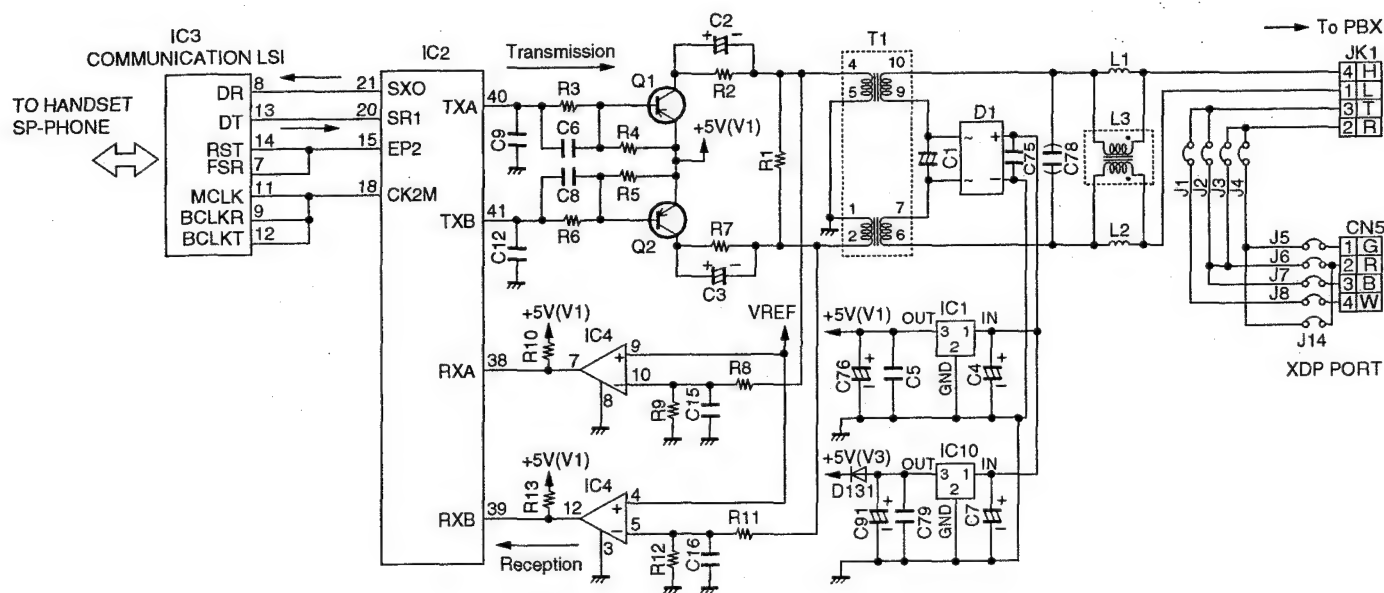 IC3
COMMUNICATION LSI
TO HANDSET
SP-PHONE
DR
8
DT
13
RST
14
FSR
7
MCLK
11
BCLKR
9
BCLKT
12
IC2
21
SXO
20
SR1
15
EP2
18
CK2M
TXA
40
TXB
41
RXA
38
RXB
39
Transmission
Reception
C9
C12
R3
C6
R4
C8
R5
R6
Q1
Q2
+5V(V1)
C2
R2
R7
C3
R1
T1
4
5
10
9
1
2
7
6
C1
D1
~
~
+
−
C75
C78
L1
L3
L2
To PBX
JK1
4 H
1 L
3 T
2 R
J1
J2
J3
J4
J5
J6
J7
J8
J14
CN5
1 G
2 R
3 B
4 W
XDP PORT
VREF
+5V(V1)
R10
IC4
7
9
10
8
+
−
R8
R9
C15
+5V(V1)
R13
IC4
12
4
5
3
+
−
R11
R12
C16
+5V(V1)
OUT
IC1
IN
3
1
2
GND
C76
C5
C4
+5V(V3)
OUT
IC10
IN
3
1
2
GND
D131
C91
C79
C7